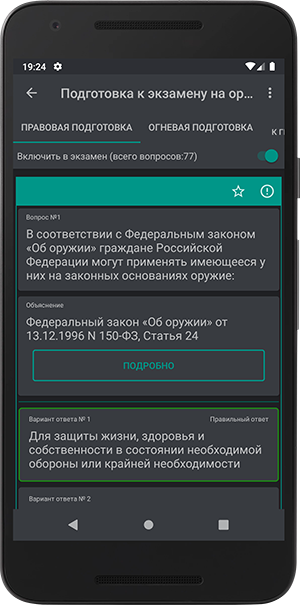 19:24
Подготовка к экзамену на ор...
ПРАВОВАЯ ПОДГОТОВКА ОГНЕВАЯ ПОДГОТОВКА К П
Включить в экзамен (всего вопросов:77)
Вопрос №1
В соответствии с Федеральным законом
«Об оружии» граждане Российской
Федерации могут применять имеющееся у
них на законных основаниях оружие:
Объяснение
Федеральный закон «Об оружии» от
13.12.1996 N 150-ФЗ, Статья 24
ПОДРОБНО
Вариант ответа № 1 Правильный ответ
Для защиты жизни, здоровья и
собственности в состоянии необходимой
обороны или крайней необходимости
Вариант ответа № 2